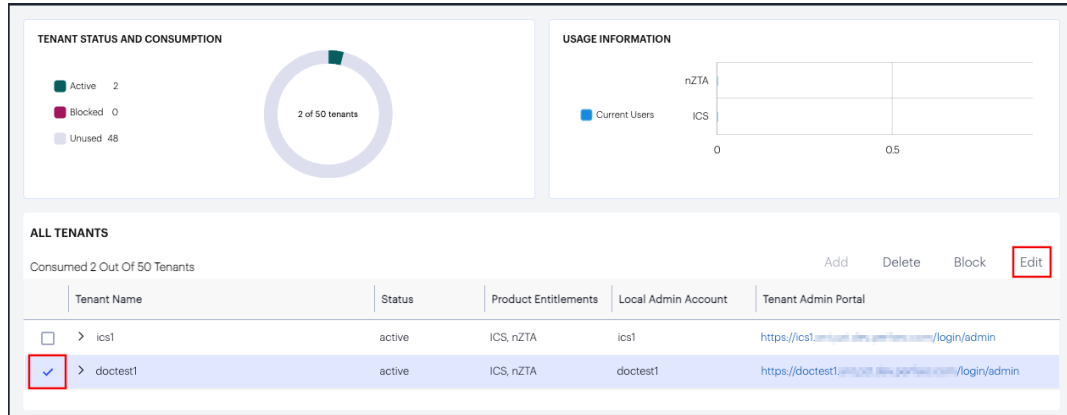 TENANT STATUS AND CONSUMPTION
Active 2
Blocked 0
Unused 48
2 of 50 tenants
USAGE INFORMATION
Current Users
nZTA
ICS
0 0.5
ALL TENANTS
Consumed 2 Out Of 50 Tenants
Add Delete Block Edit
Tenant Name Status Product Entitlements Local Admin Account Tenant Admin Portal
ics1 active ICS, nZTA ics1 https://ics1. /login/admin
doctest1 active ICS, nZTA doctest1 https://doctest1. /login/admin